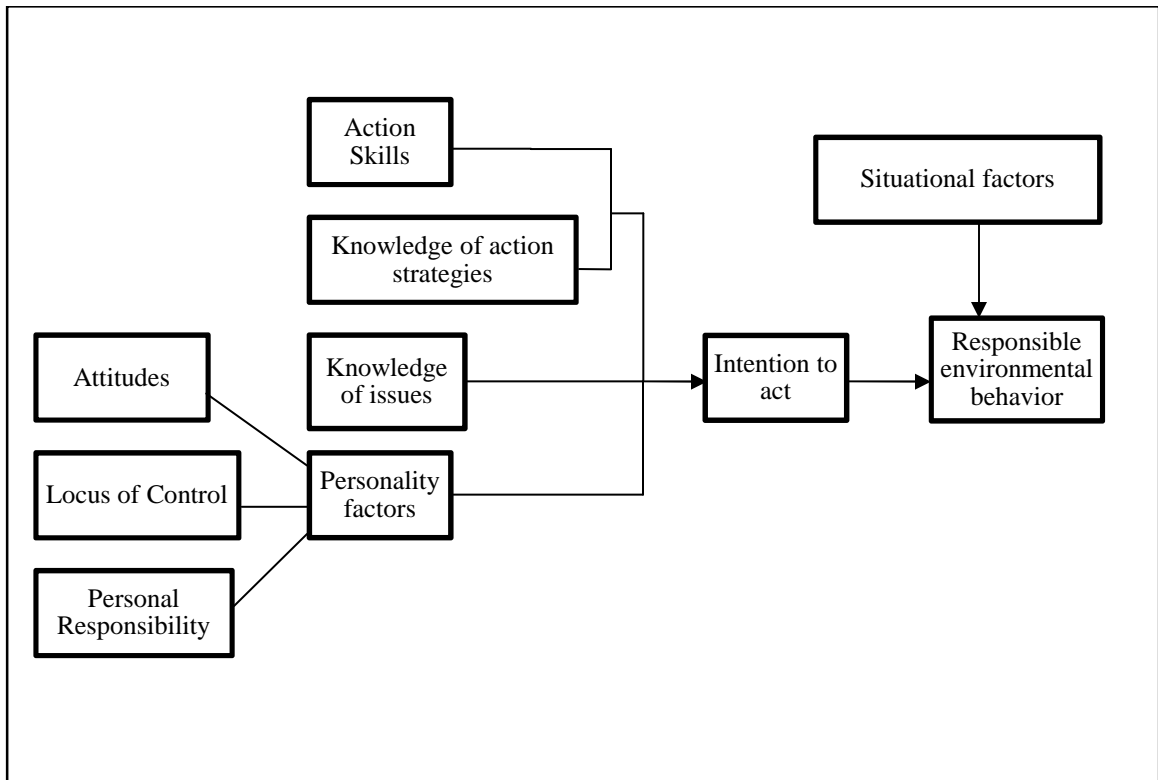 Action
Skills
Situational factors
Knowledge of action
strategies
Attitudes
Knowledge
of issues
Intention to
act
Responsible
environmental
behavior
Locus of Control
Personality
factors
Personal
Responsibility